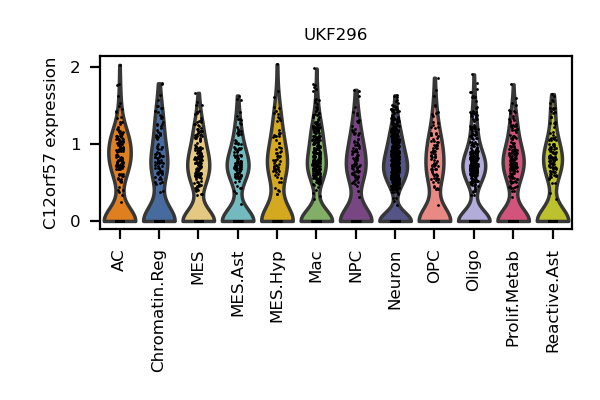 UKF296
C12orf57 expression
2
1
0
AC
Chromatin.Reg
MES
MES.Ast
MES.Hyp
Mac
NPC
Neuron
OPC
Oligo
Prolif.Metab
Reactive.Ast